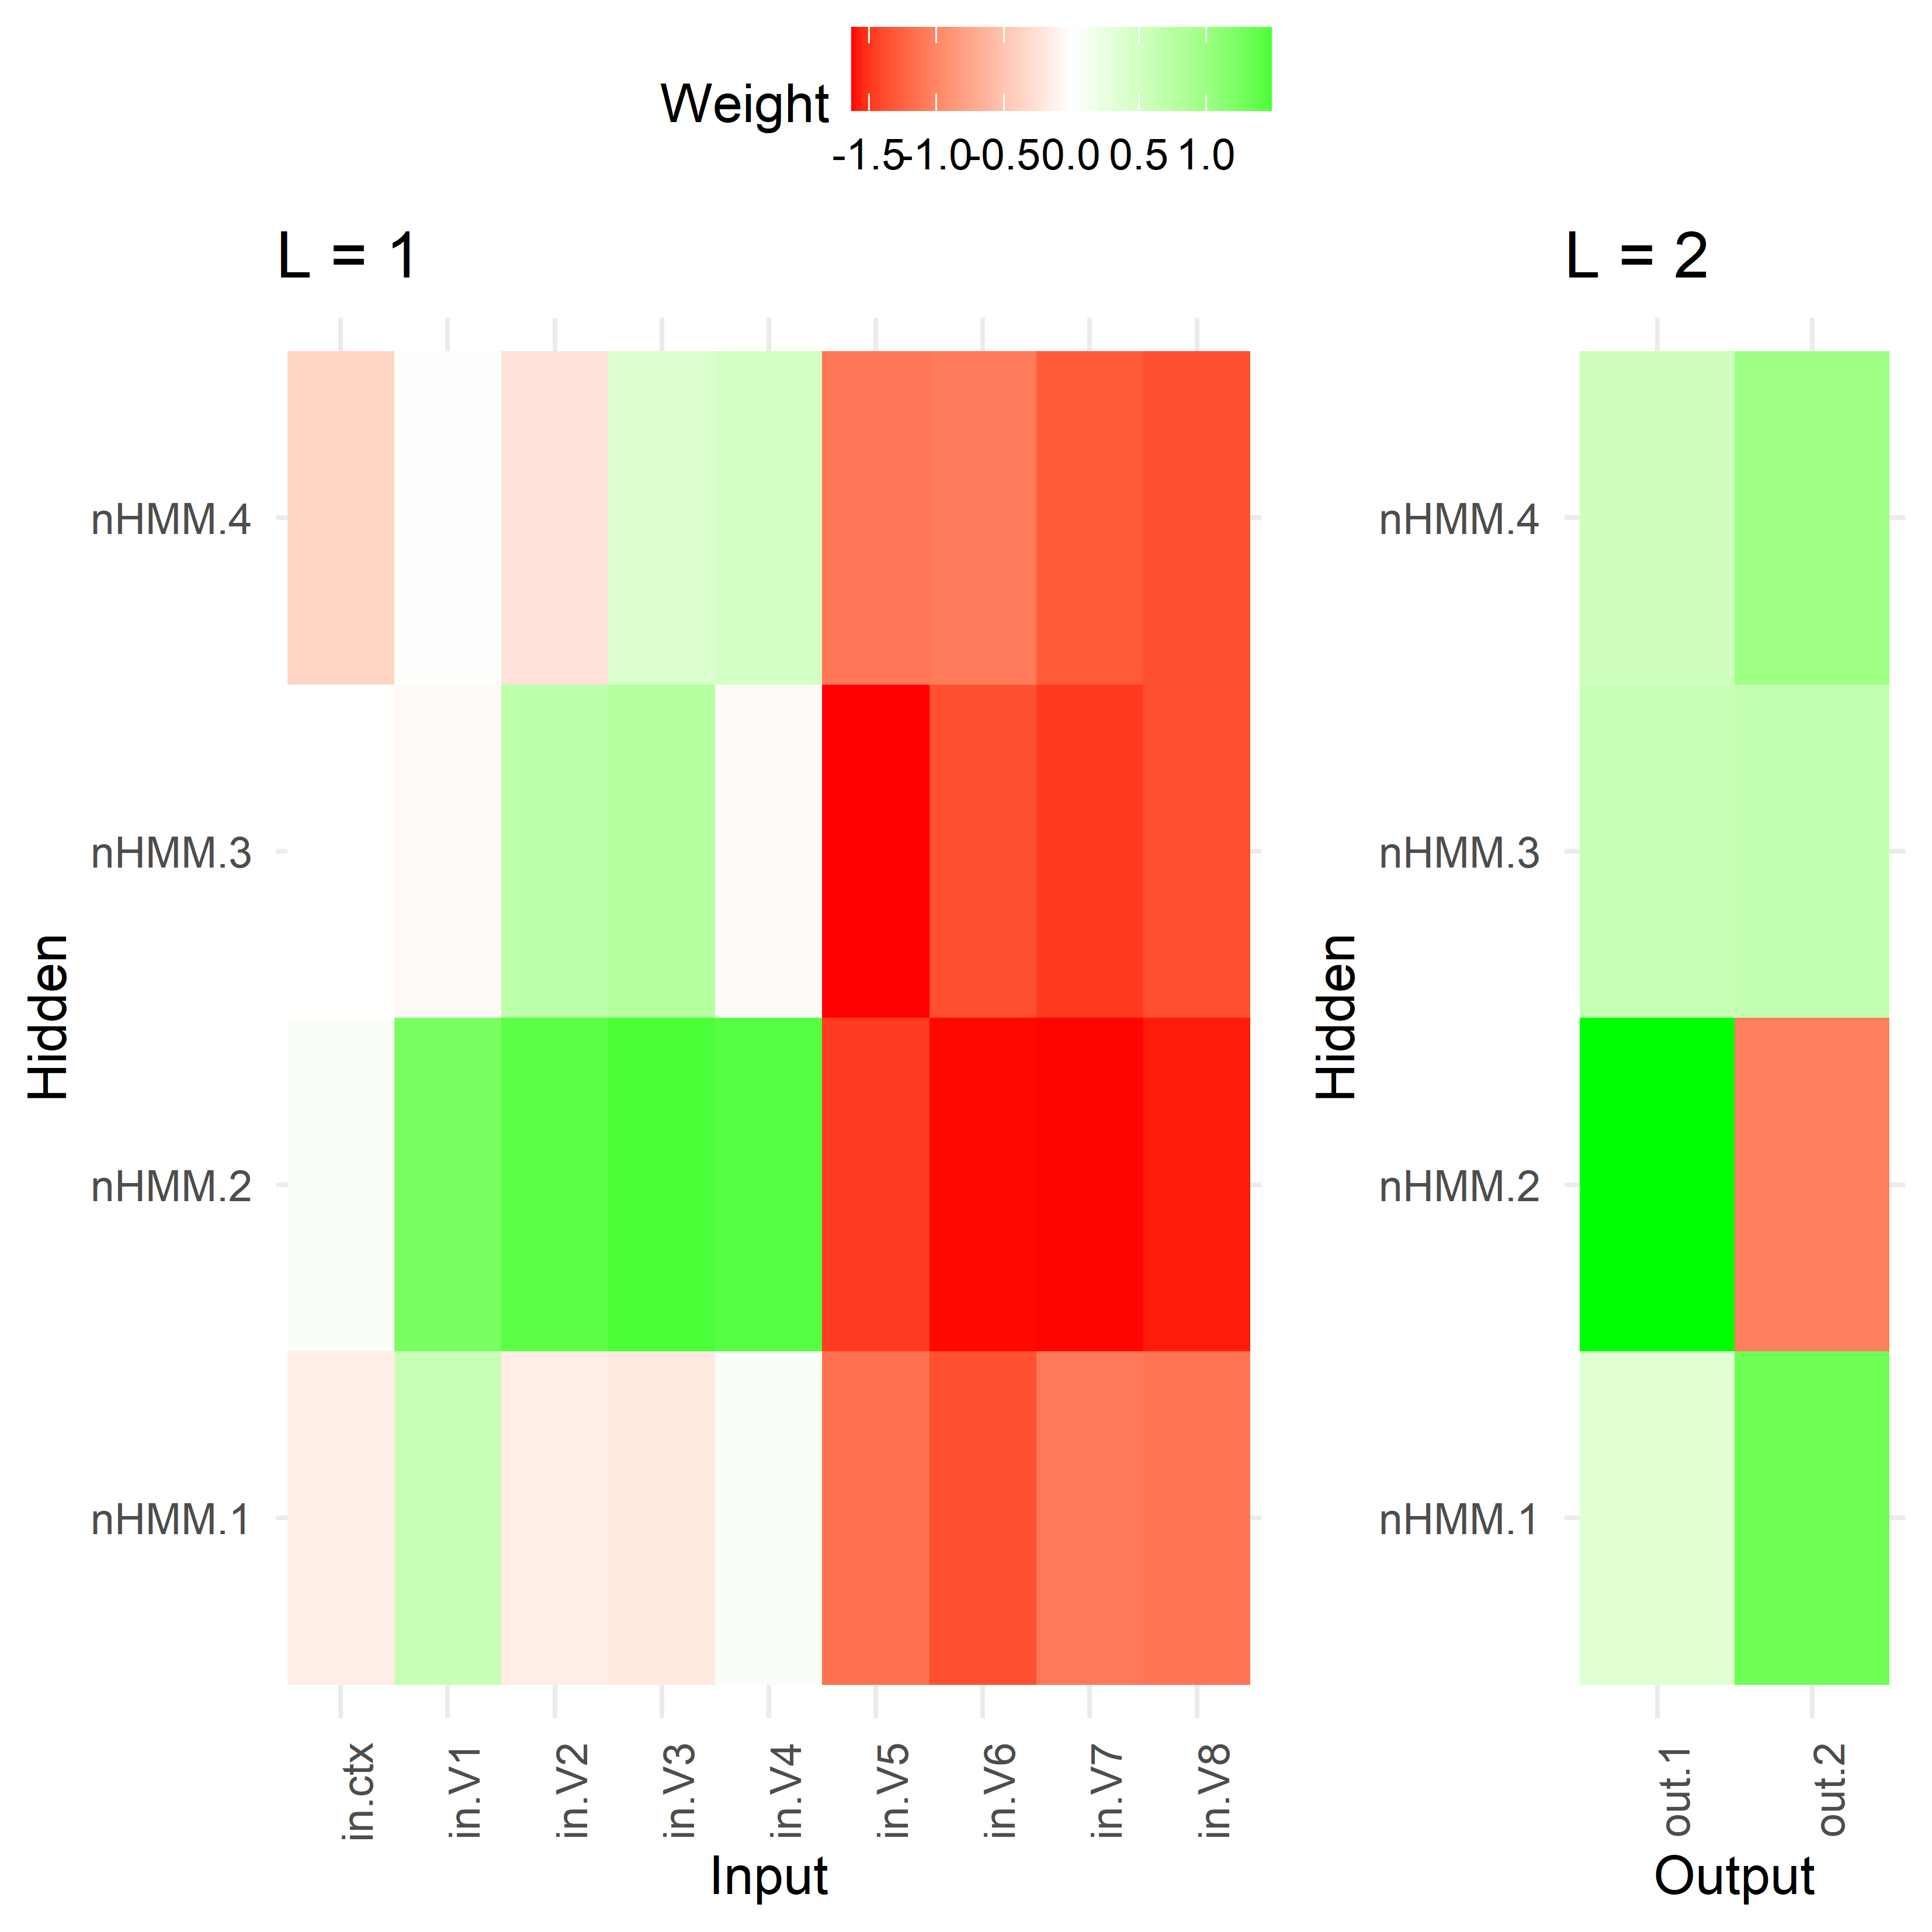 Weight
-1.5 -1.0 -0.5 0.0 0.5 1.0
L = 1
L = 2
Hidden
nHMM.4
nHMM.3
nHMM.2
nHMM.1
in.ctx in.V1 in.V2 in.V3 in.V4 in.V5 in.V6 in.V7 in.V8
Input
Hidden
nHMM.4
nHMM.3
nHMM.2
nHMM.1
out.1 out.2
Output